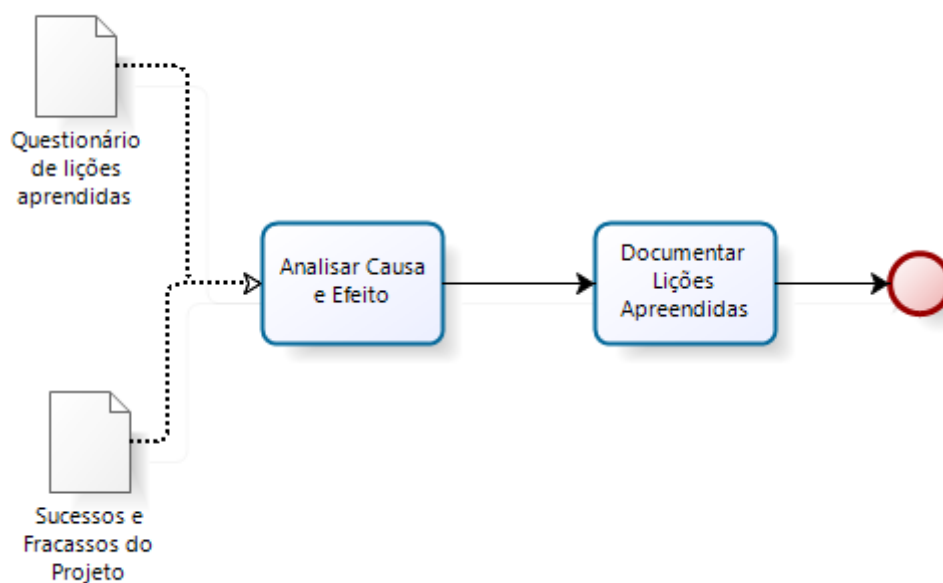 Questionário
de lições
aprendidas
Analisar Causa
e Efeito
Documentar
Lições
Apreendidas
Sucessos e
Fracassos do
Projeto